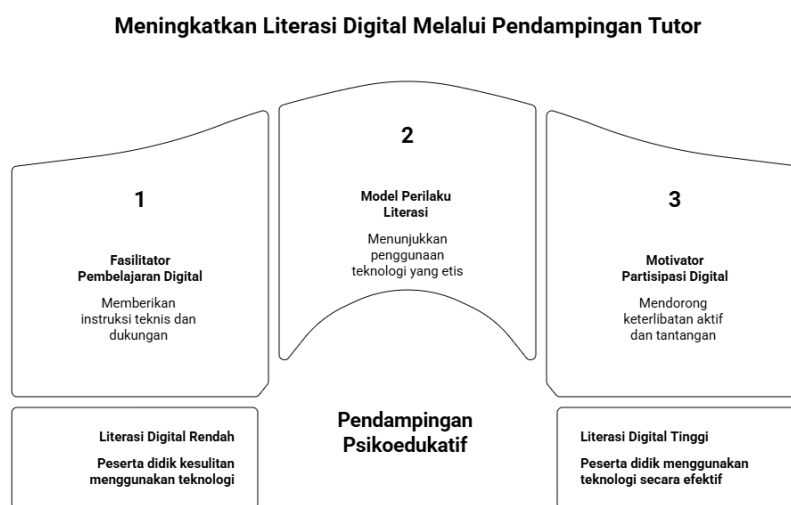 Meningkatkan Literasi Digital Melalui Pendampingan Tutor
1
Fasilitator
Pembelajaran Digital
Memberikan
instruksi teknis dan
dukungan
2
Model Perilaku
Literasi
Menunjukkan
penggunaan
teknologi yang etis
3
Motivator
Partisipasi Digital
Mendorong
keterlibatan aktif
dan tantangan
Literasi Digital Rendah
Peserta didik kesulitan
menggunakan teknologi
Pendampingan
Psikoedukatif
Literasi Digital Tinggi
Peserta didik menggunakan
teknologi secara efektif